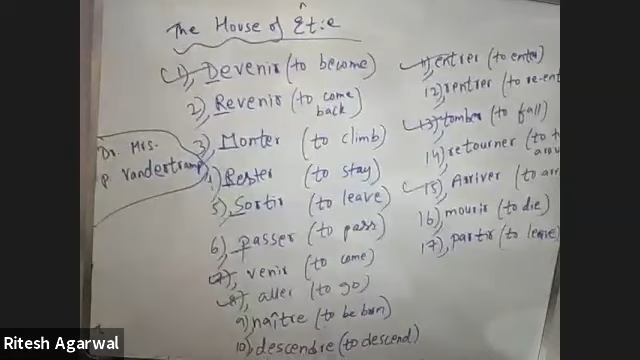 The House of Être
1) Devenir (to become)
2) Revenir (to come back)
3) Monter (to climb)
4) Rester (to stay)
5) Sortir (to leave)
6) Passer (to pass)
7) venir (to come)
8) aller (to go)
9) naître (to be born)
10) descendre (to descend)
Dr. Mrs.
P Vandertramp
11) entrer (to enter)
12) rentrer (to re-ent
13) tomber (to fall)
14) retourner (to
15) Arriver (to arr
16) mourir (to die)
17) partir (to leave)
Ritesh Agarwal